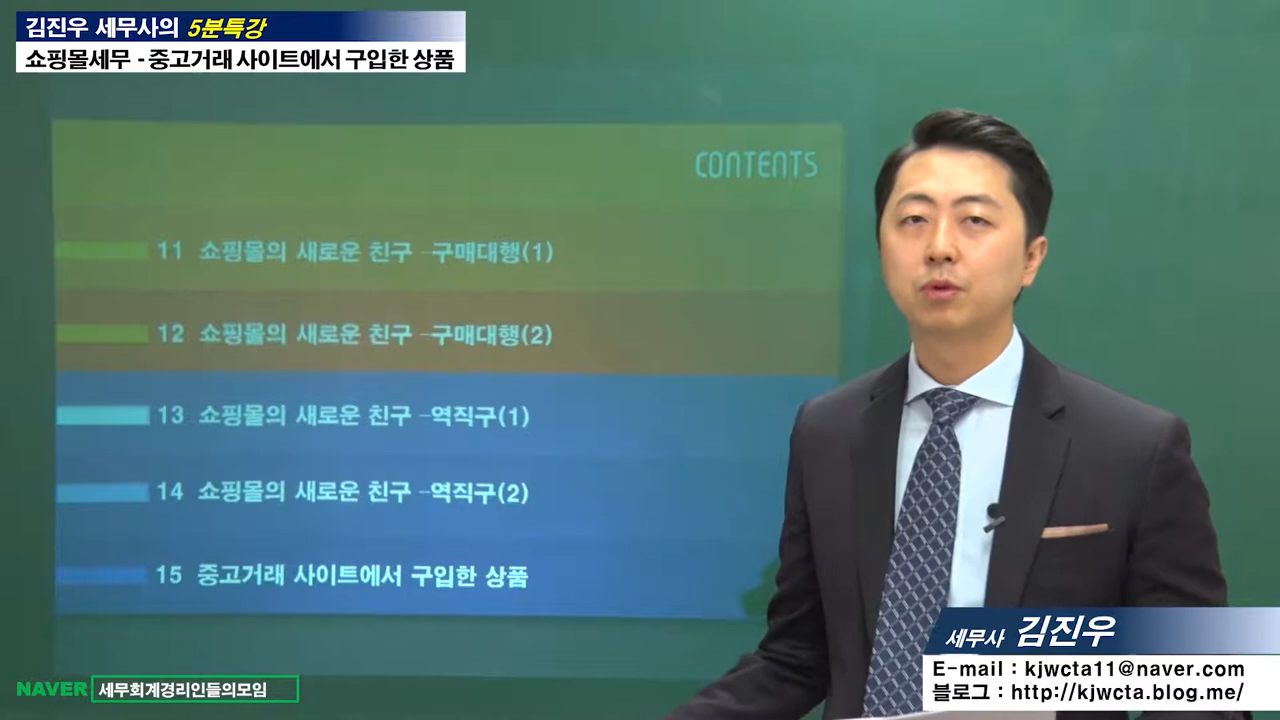 김진우 세무사의 5분특강
쇼핑몰세무 - 중고거래 사이트에서 구입한 상품
CONTENTS
11 쇼핑몰의 새로운 친구 -구매대행(1)
12 쇼핑몰의 새로운 친구 -구매대행(2)
13 쇼핑몰의 새로운 친구 -역직구(1)
14 쇼핑몰의 새로운 친구 -역직구(2)
15 중고거래 사이트에서 구입한 상품
세무사 김진우
E-mail : kjwcta11@naver.com
블로그 : http://kjwcta.blog.me/
NAVER 세무회계경리인들의모임